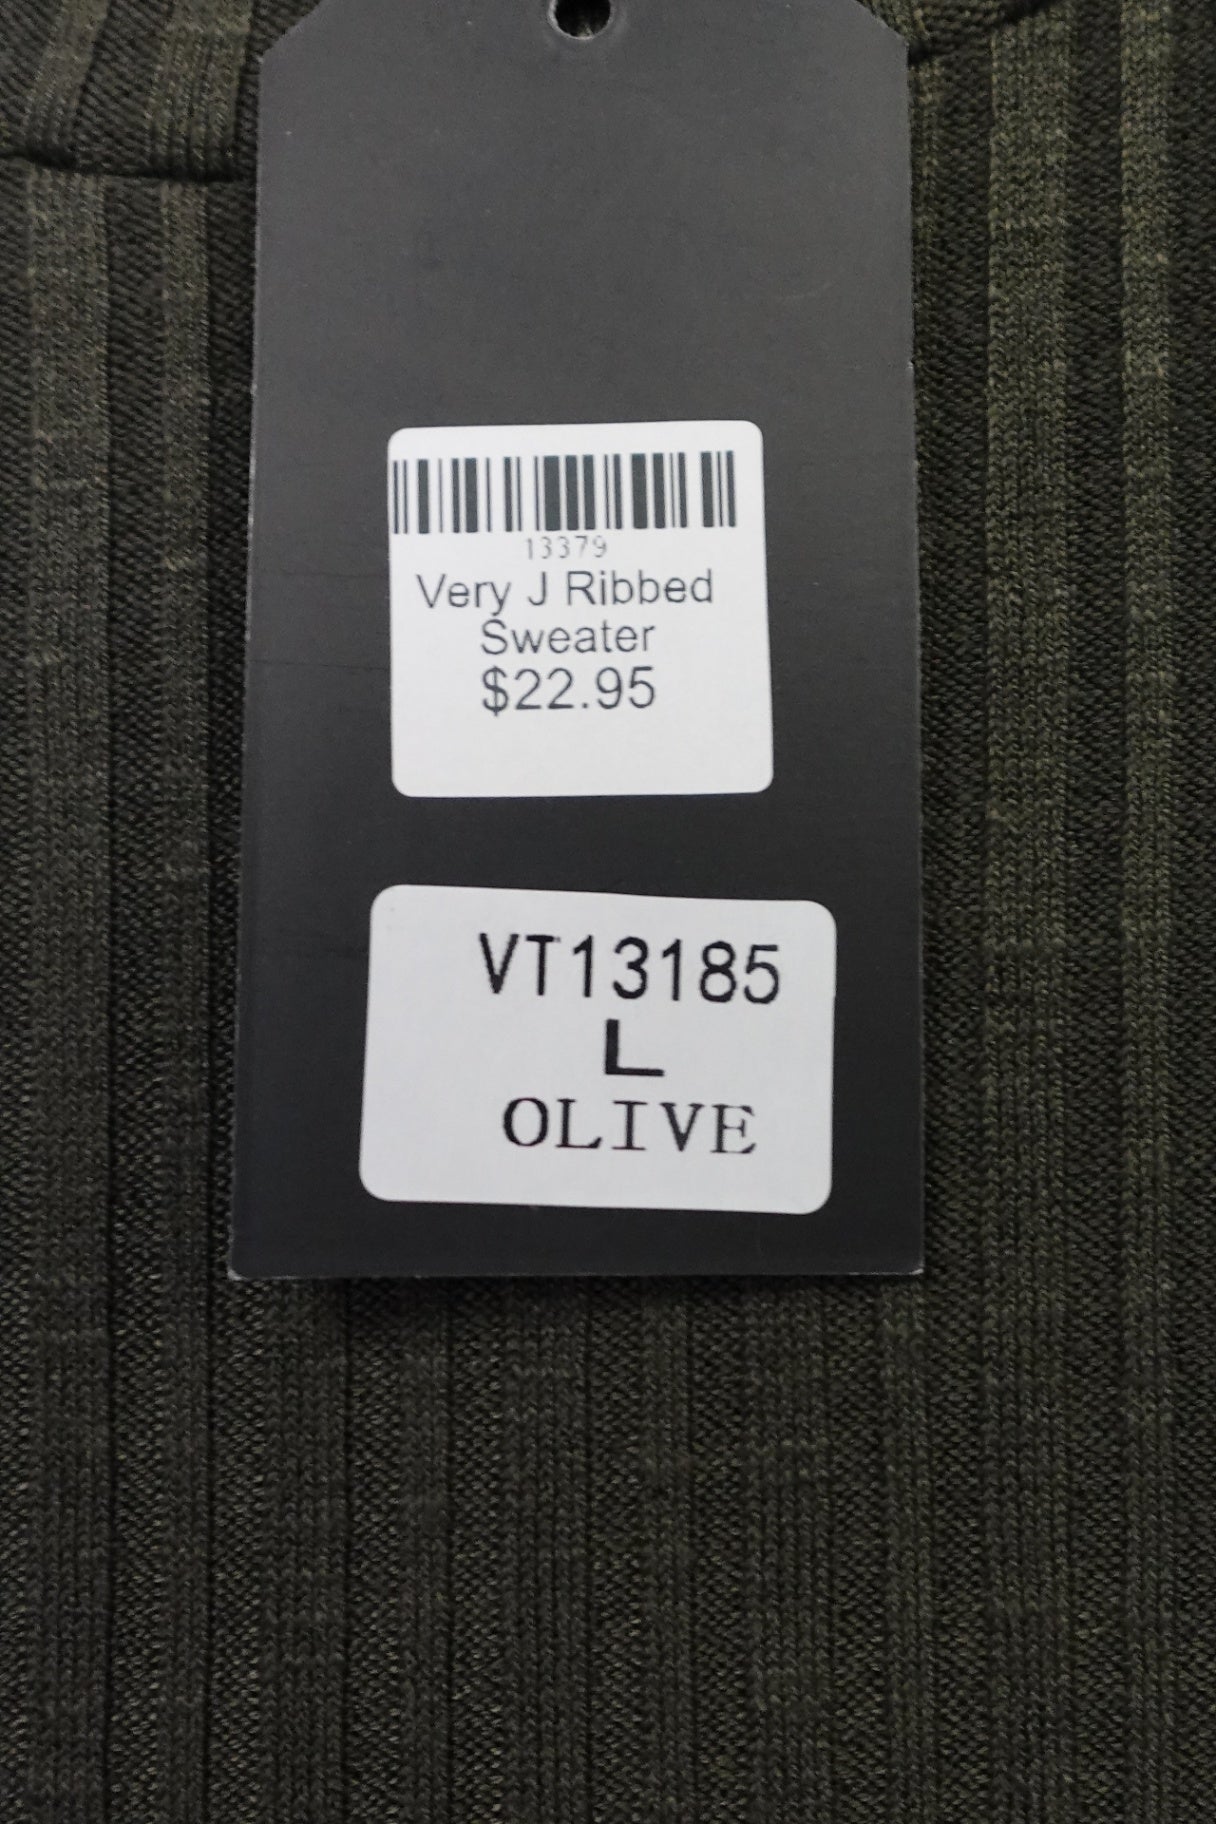 13379
Very J Ribbed
Sweater
$22.95
VT13185
L
OLIVE